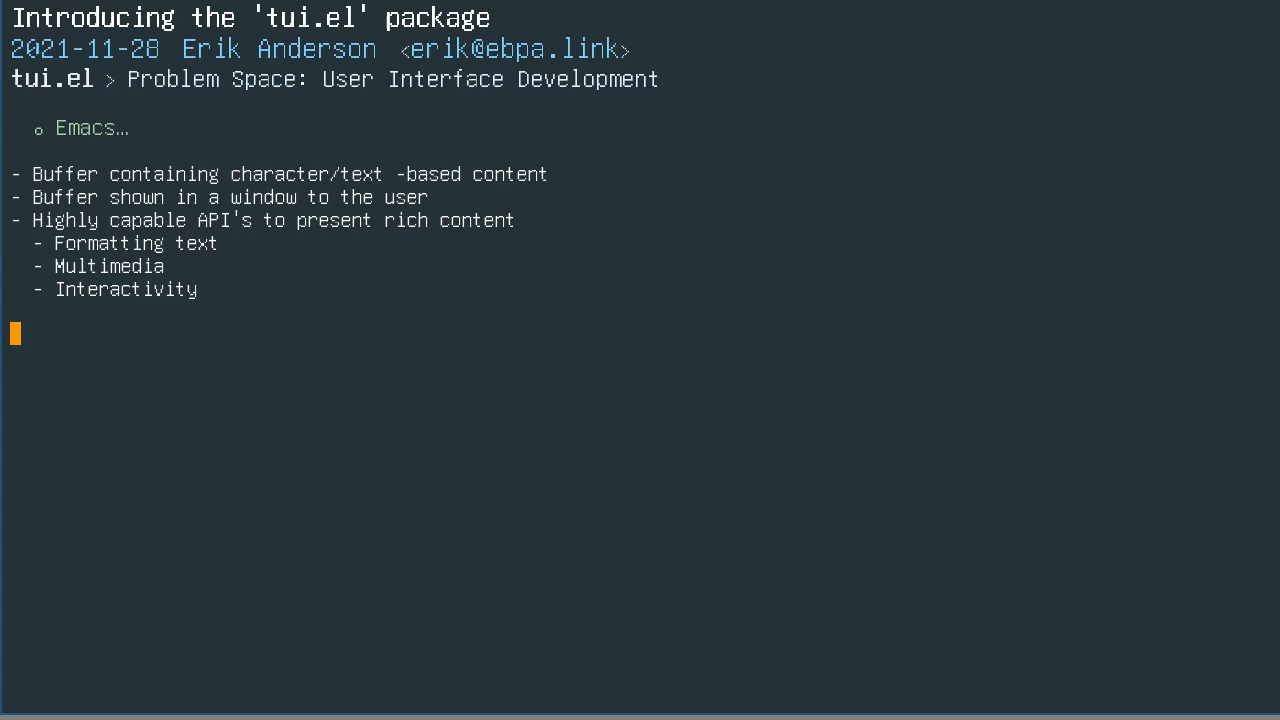 Introducing the 'tui.el' package
2021-11-28 Erik Anderson <erik@ebpa.link>
tui.el > Problem Space: User Interface Development
o Emacs…
- Buffer containing character/text -based content
- Buffer shown in a window to the user
- Highly capable API's to present rich content
- Formatting text
- Multimedia
- Interactivity